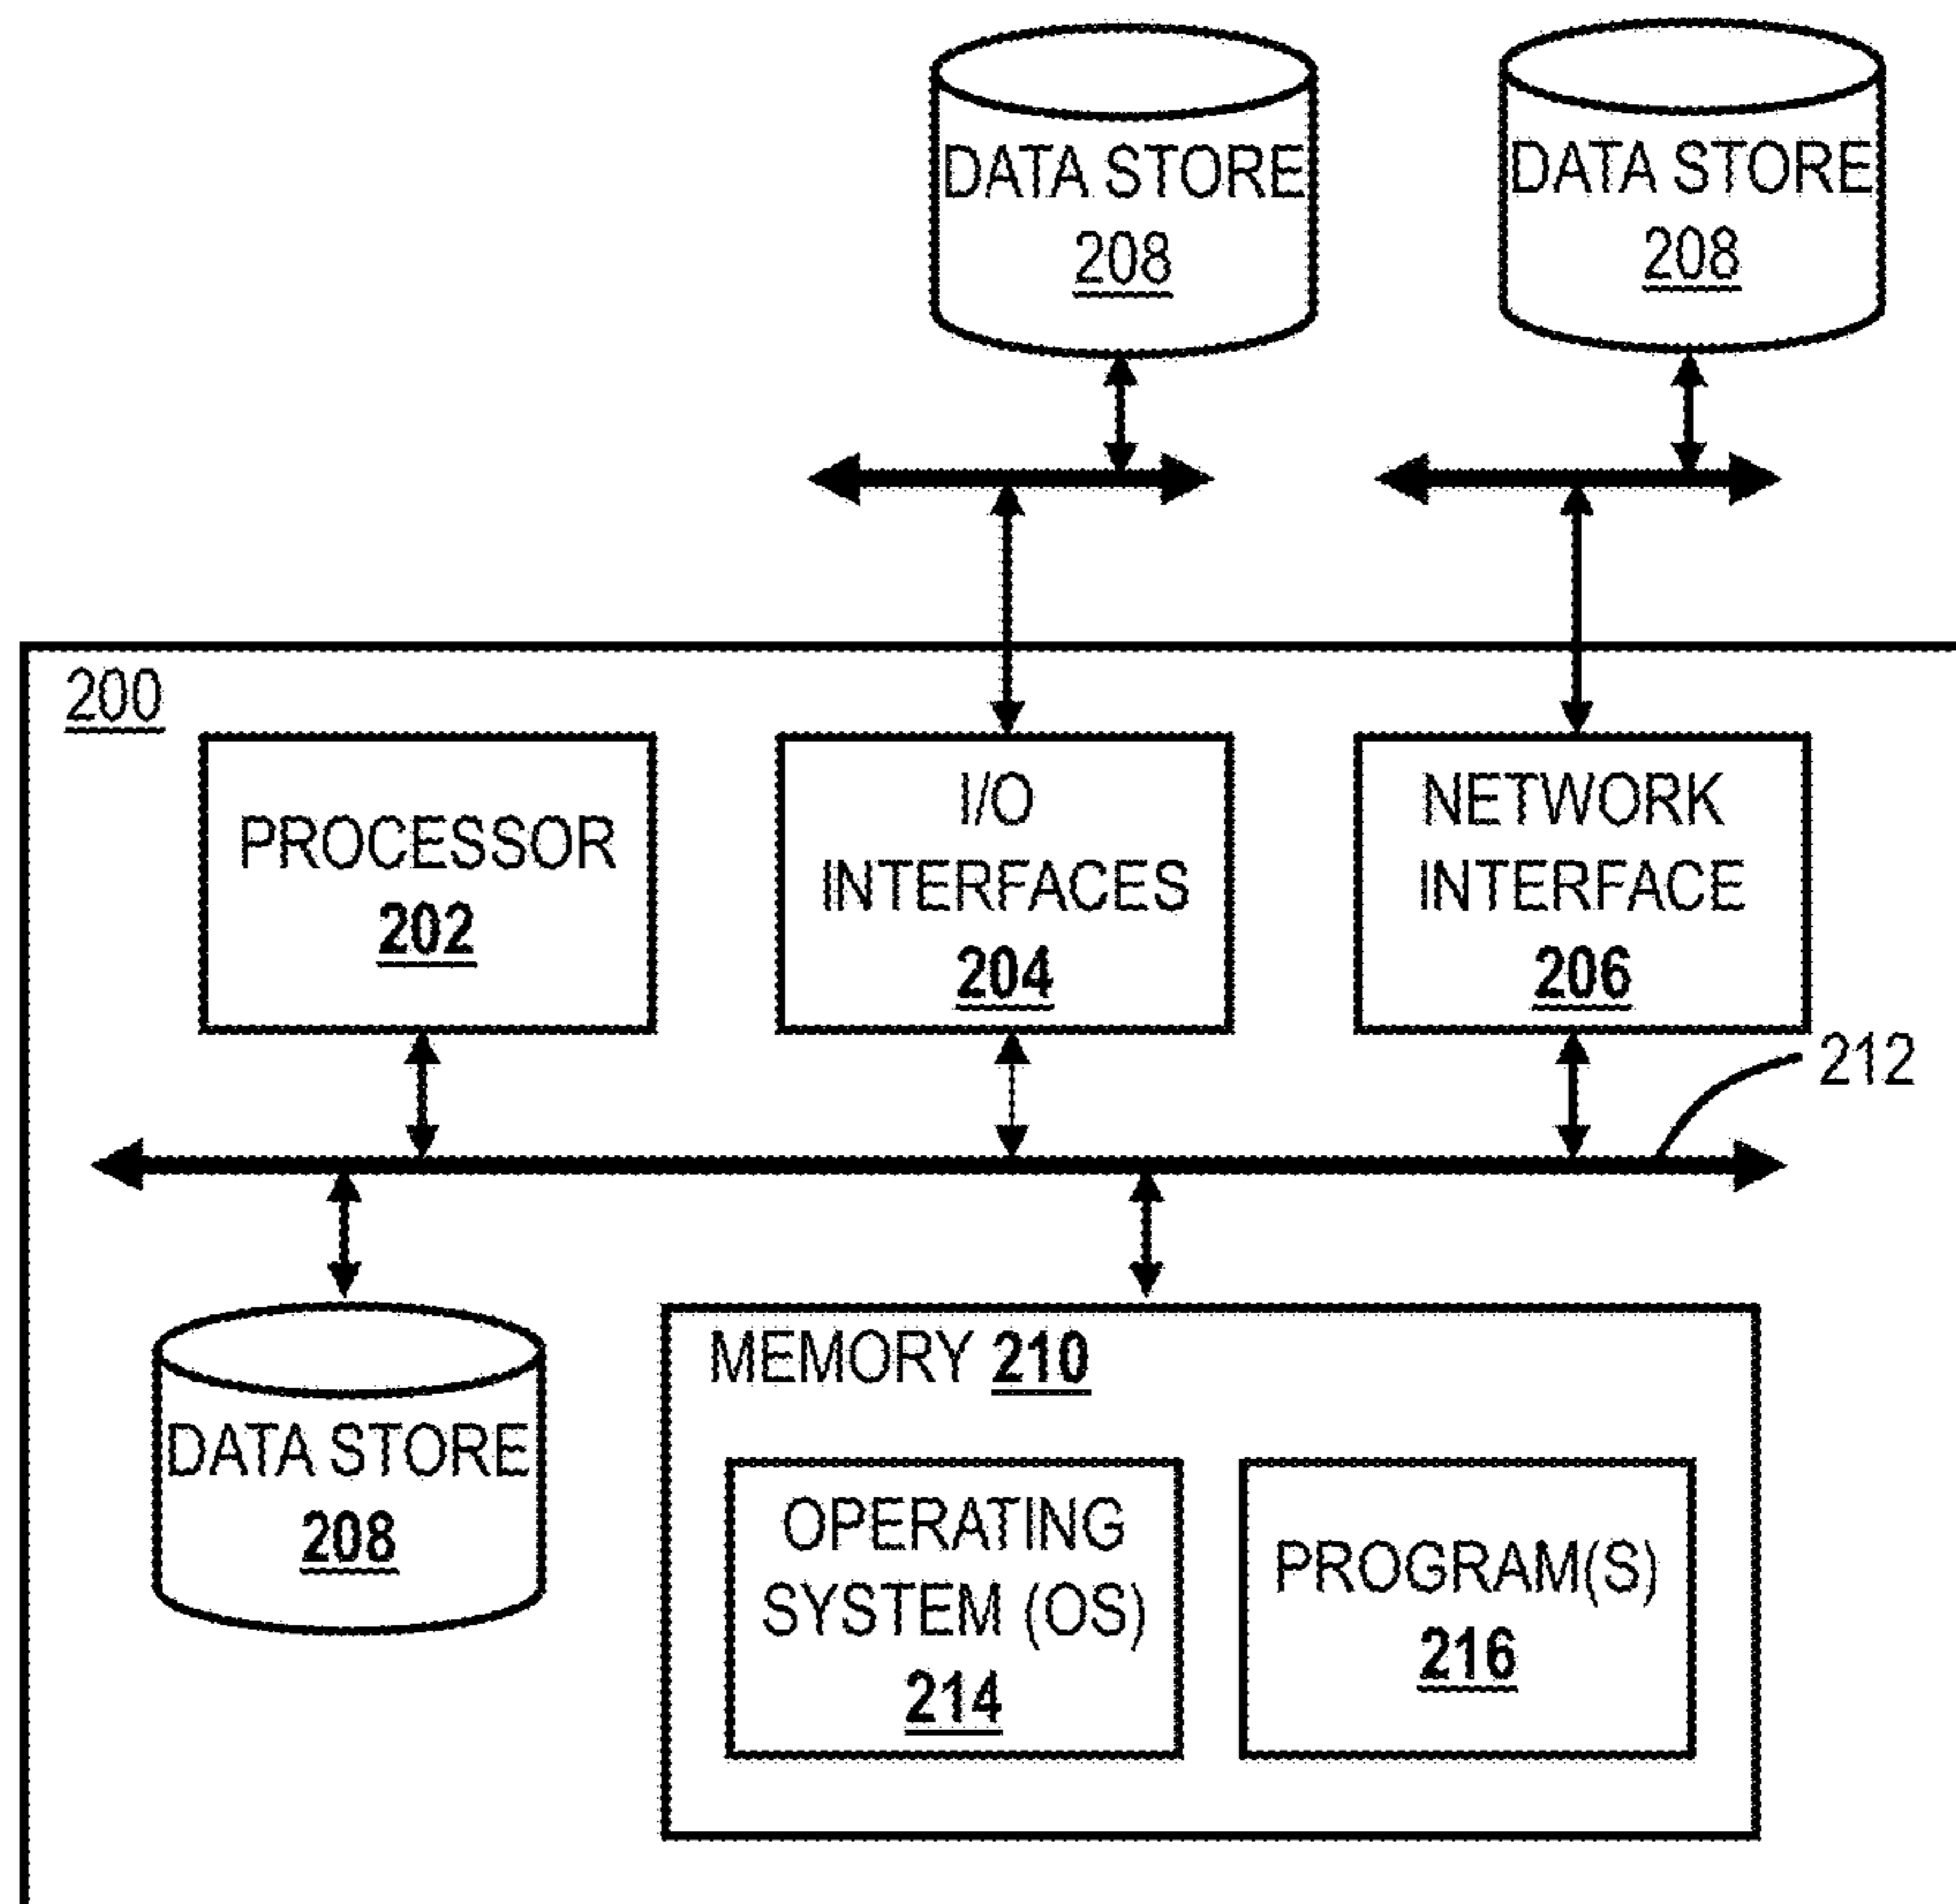 DATA STORE
208
DATA STORE
208
200
PROCESSOR
202
I/O
INTERFACES
204
NETWORK
INTERFACE
206
212
DATA STORE
208
MEMORY 210
OPERATING
SYSTEM (OS)
214
PROGRAM(S)
216